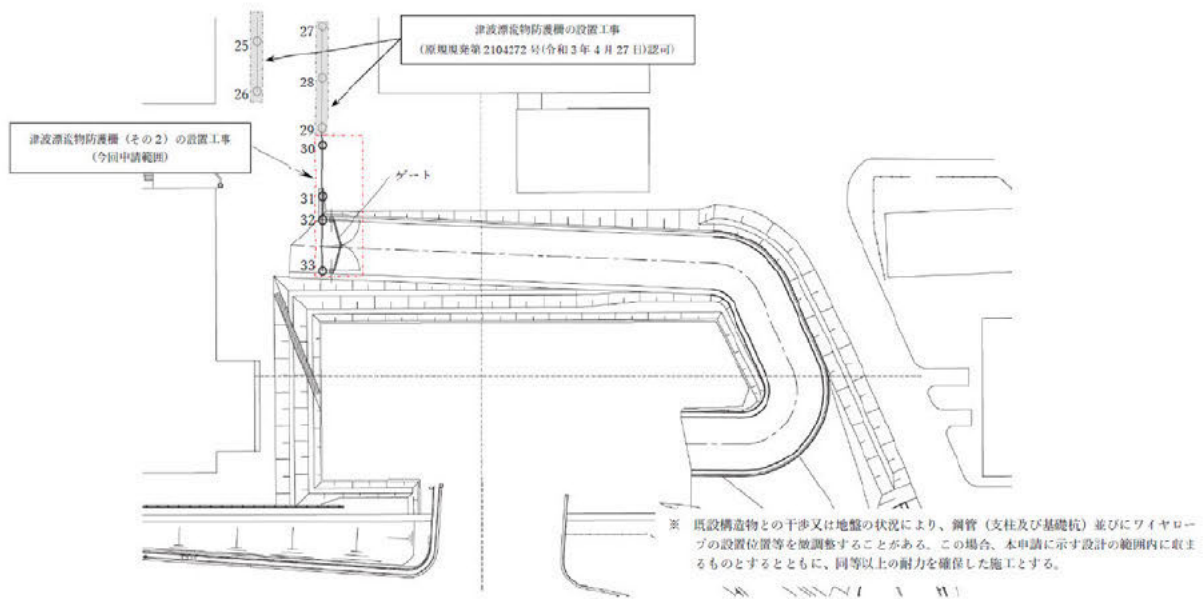 津波漂流物防護柵の設置工事
(原規規発第2104272号(令和3年4月27日)認可)
25
26
27
28
29
津波漂流物防護柵(その2)の設置工事
(今回申請範囲)
30
31
32
33
ゲート
※ 既設構造物との干渉又は地盤の状況により、鋼管(支柱及び基礎杭)並びにワイヤロー
プの設置位置等を微調整することがある。この場合、本申請に示す設計の範囲内に収ま
るものとするとともに、同等以上の耐力を確保した施工とする。